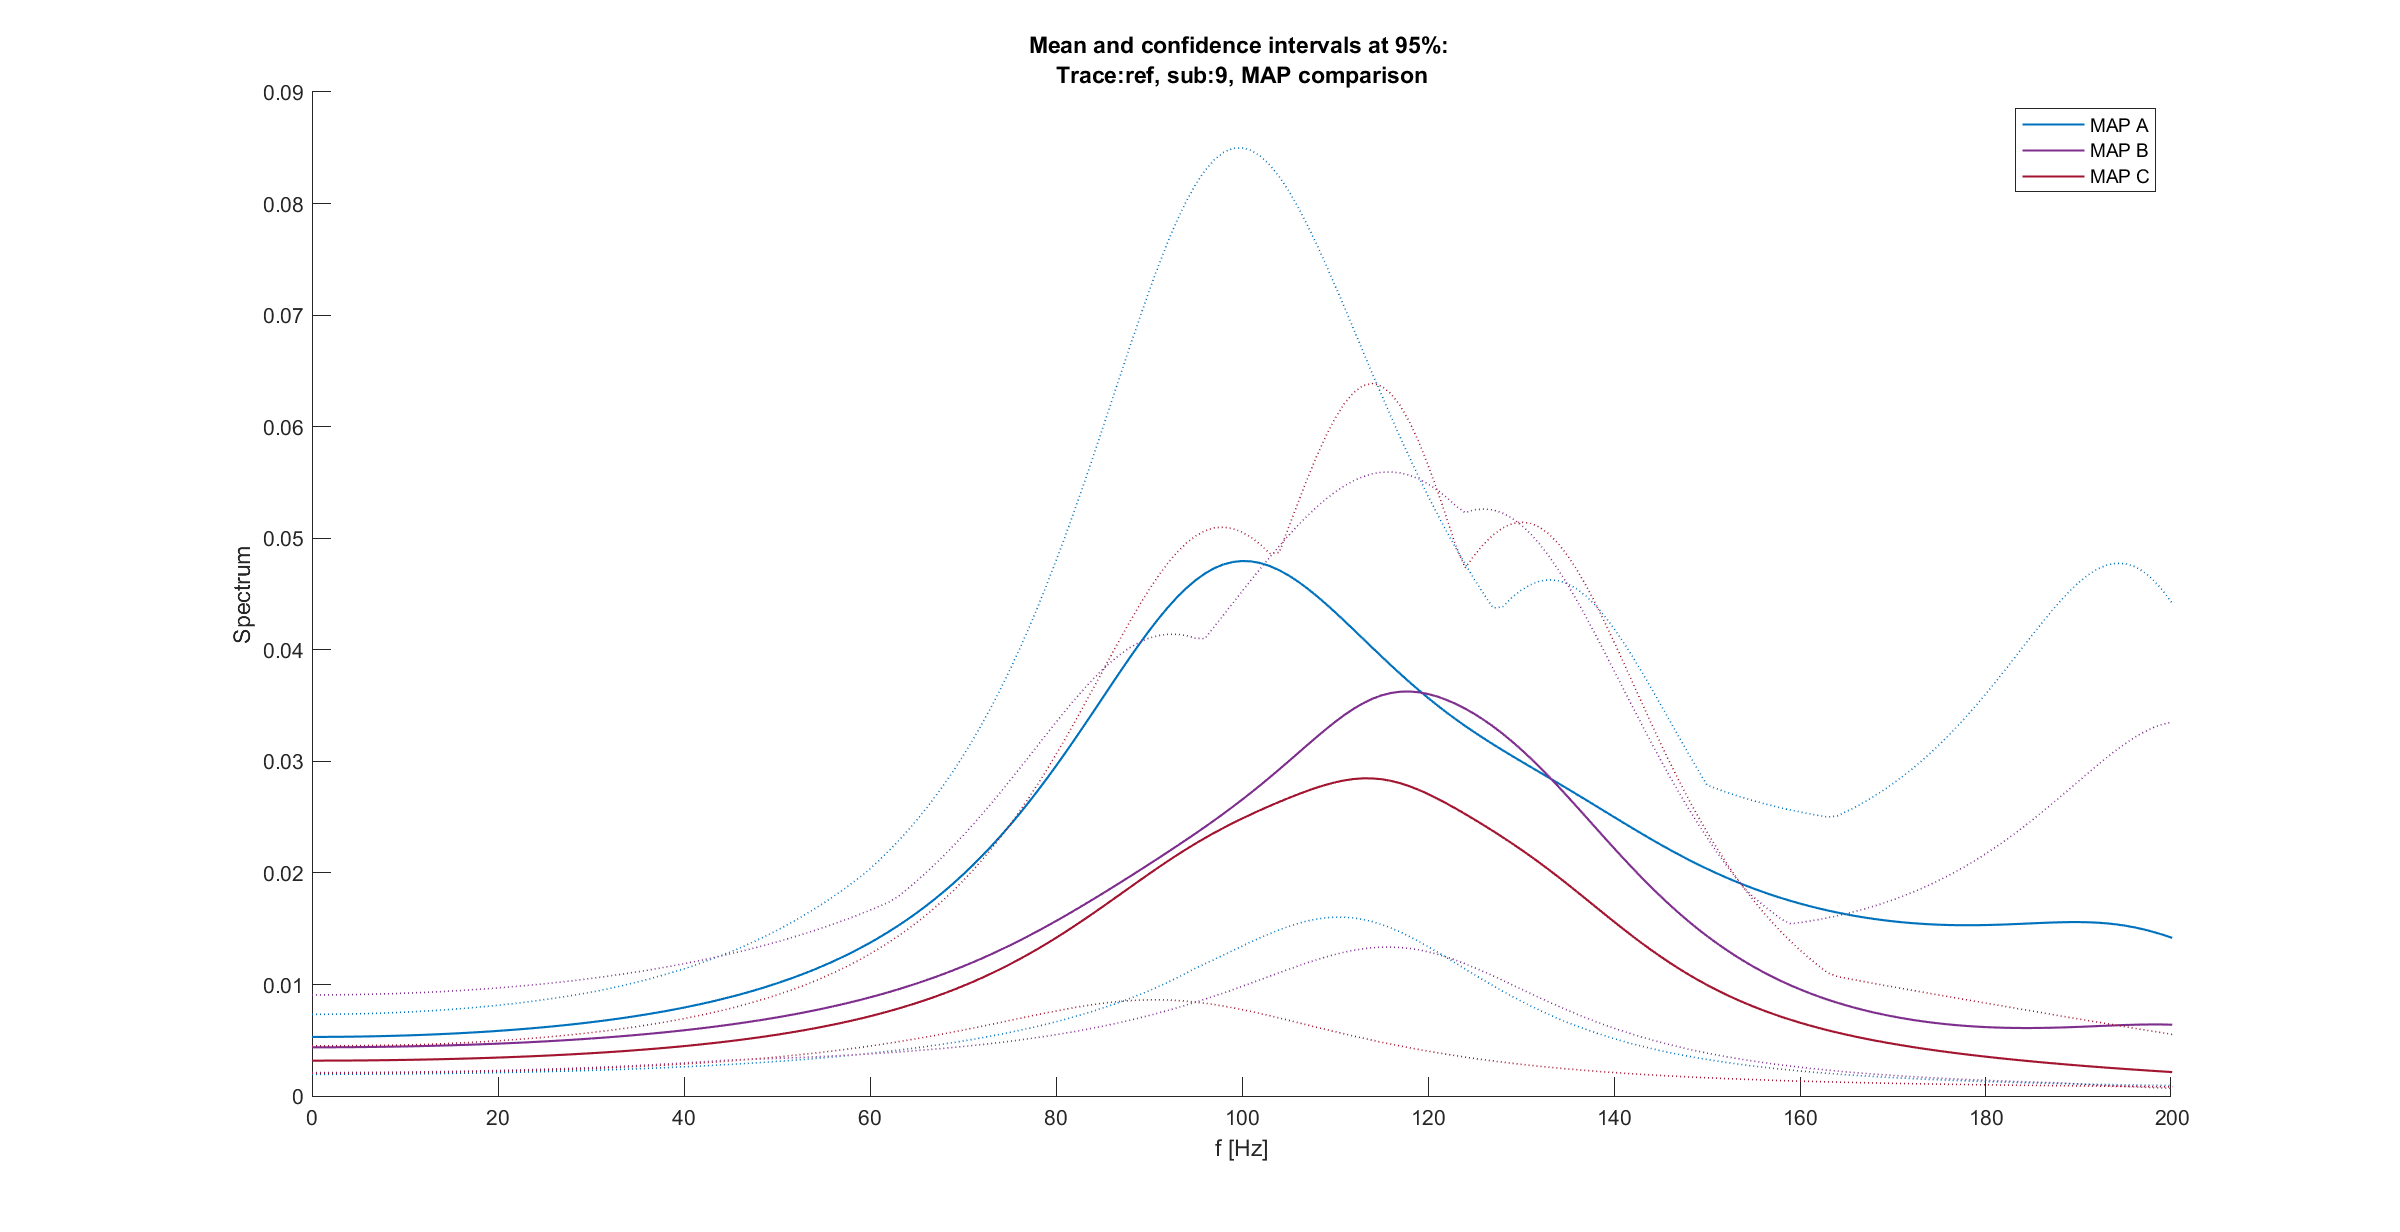 Mean and confidence intervals at 95%:
Trace:ref, sub:9, MAP comparison
MAP A
MAP B
MAP C
Spectrum
0.09
0.08
0.07
0.06
0.05
0.04
0.03
0.02
0.01
0
0 20 40 60 80 100 120 140 160 180 200
f [Hz]